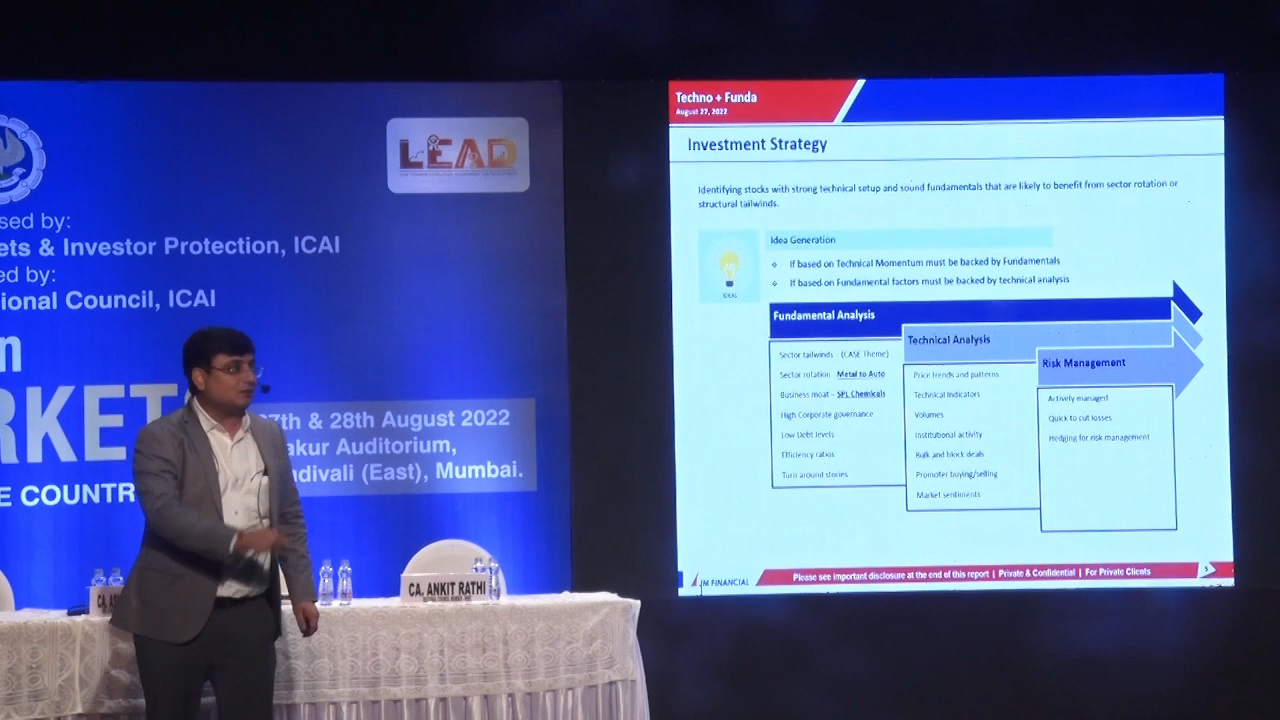 LEAD
sed by:
ets & Investor Protection, ICAI
ed by:
ional Council, ICAI
n
RKET
27th & 28th August 2022
akur Auditorium,
ndivali (East), Mumbai.
E COUNTR
CA. AS
CA. ANKIT RATHI
Techno + Funda
August 27, 2022
Investment Strategy
Identifying stocks with strong technical setup and sound fundamentals that are likely to benefit from sector rotation or
structural tailwinds.
IDEAS
Idea Generation
If based on Technical Momentum must be backed by Fundamentals
If based on Fundamental factors must be backed by technical analysis
Fundamental Analysis
Sector tailwinds (CASE Theme)
Sector rotation Metal to Auto
Business moat - SPL Chemicals
High Corporate governance
Low Debt levels
Efficiency ratios
Turn around stories
Technical Analysis
Price trends and patterns
Technical Indicators
Volumes
Institutional activity
Bulk and block deals
Promoter buying/selling
Market sentiments
Risk Management
Actively managed
Quick to cut losses
Hedging for risk management
JM FINANCIAL
Please see important disclosure at the end of this report | Private & Confidential | For Private Clients
3